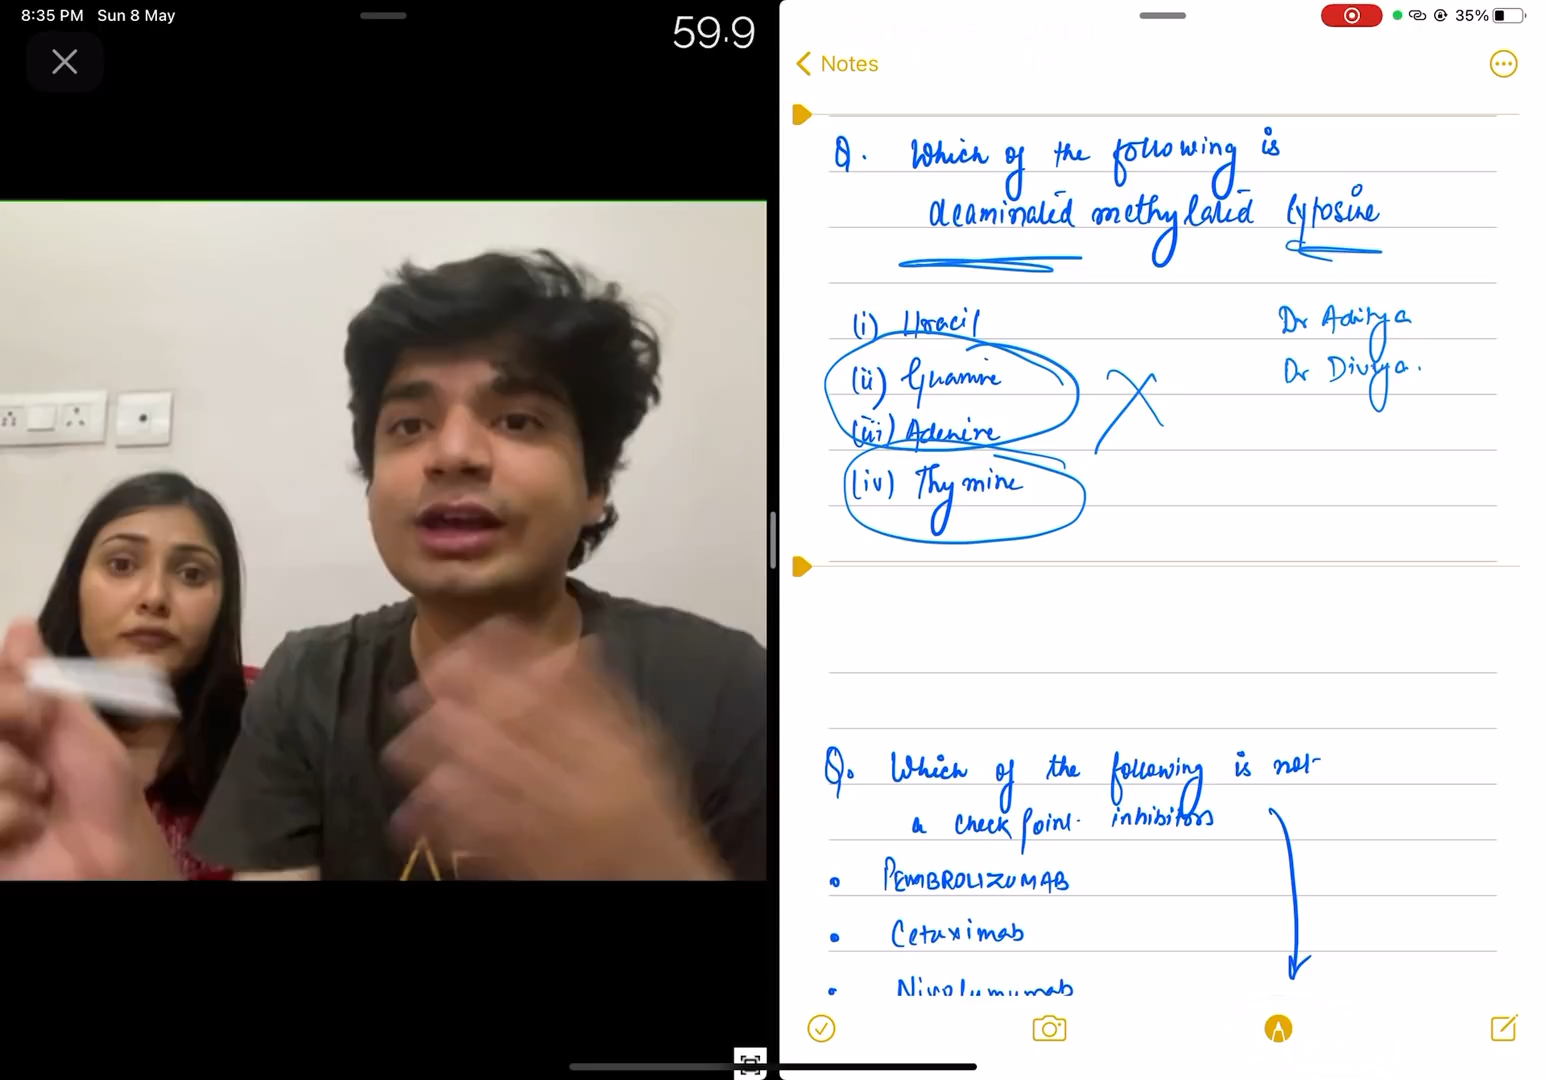 8:35 PM Sun 8 May
59.9
35%
Notes
Q. Which of the following is
deaminated methylated Cytosine
(i) Uracil
(ii) Guanine
(iii) Adenine
(iv) Thymine
Dr Aditya
Dr Divya.
Q. Which of the following is not
a check point inhibitors
• PEMBROLIZUMAB
• Cetuximab
• Nivolumumab